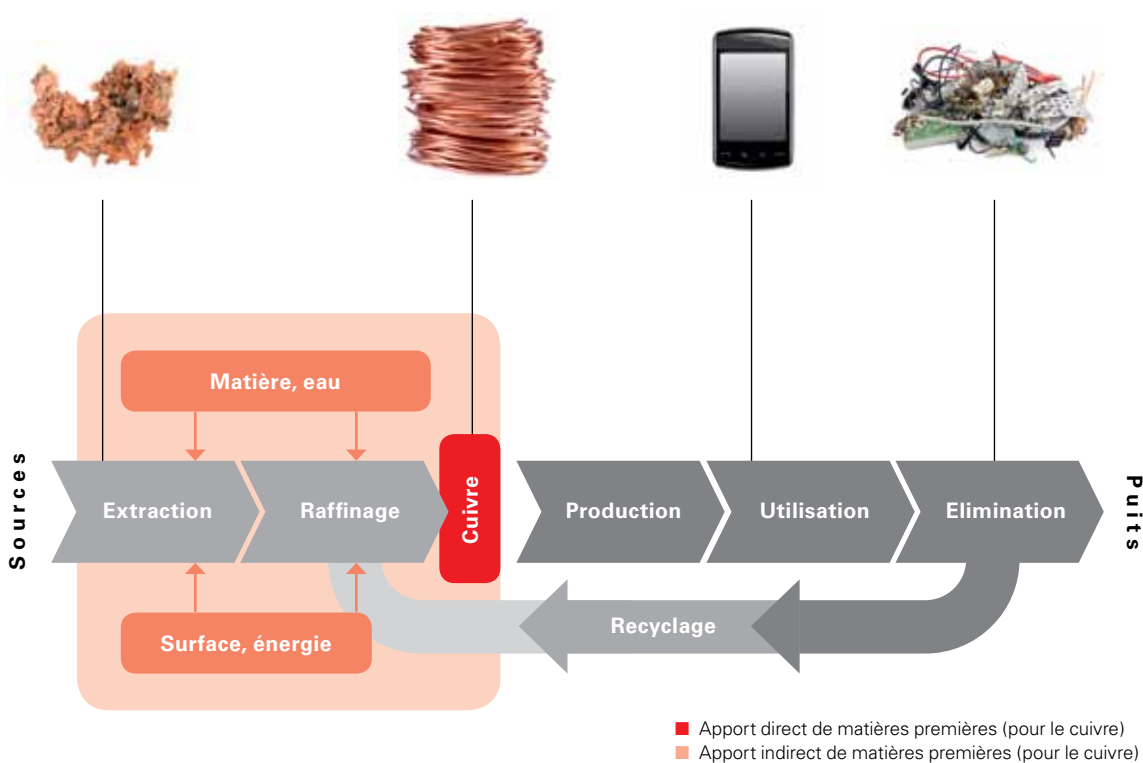 Matière, eau
Sources
Extraction
Raffinage
Cuivre
Production
Utilisation
Elimination
Puits
Surface, énergie
Recyclage
Apport direct de matières premières (pour le cuivre)
Apport indirect de matières premières (pour le cuivre)